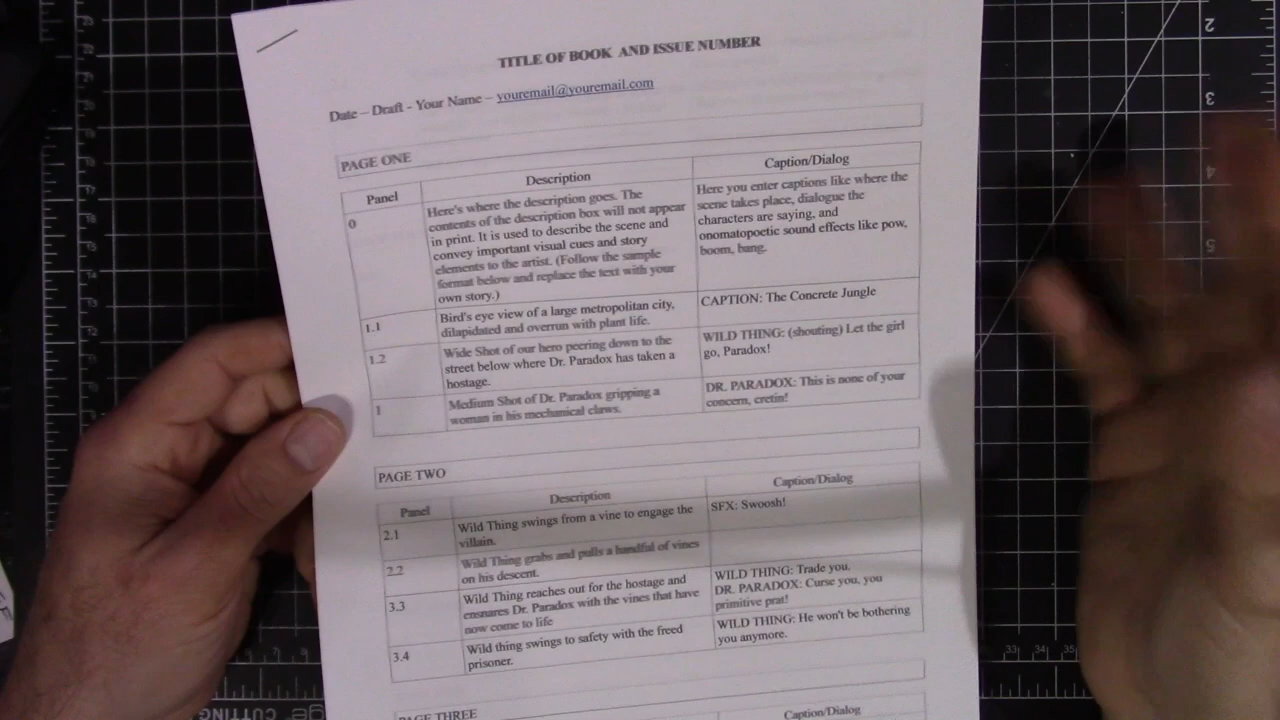 TITLE OF BOOK AND ISSUE NUMBER
Date – Draft - Your Name – youremail@youremail.com
PAGE ONE
Panel
Description
Caption/Dialog
0
Here's where the description goes. The
contents of the description box will not appear
in print. It is used to describe the scene and
convey important visual cues and story
elements to the artist. (Follow the sample
format below and replace the text with your
own story.)
Here you enter captions like where the
scene takes place, dialogue the
characters are saying, and
onomatopoetic sound effects like pow,
boom, bang.
1.1
Bird's eye view of a large metropolitan city,
dilapidated and overrun with plant life.
CAPTION: The Concrete Jungle
1.2
Wide Shot of our hero peering down to the
street below where Dr. Paradox has taken a
hostage.
WILD THING: (shouting) Let the girl
go, Paradox!
1
Medium Shot of Dr. Paradox gripping a
woman in his mechanical claws.
DR. PARADOX: This is none of your
concern, cretin!
PAGE TWO
Panel
Description
Caption/Dialog
2.1
Wild Thing swings from a vine to engage the
villain.
SFX: Swoosh!
2.2
Wild Thing grabs and pulls a handful of vines
on his descent.
3.3
Wild Thing reaches out for the hostage and
ensnares Dr. Paradox with the vines that have
now come to life
WILD THING: Trade you.
DR. PARADOX: Curse you, you
primitive prat!
3.4
Wild thing swings to safety with the freed
prisoner.
WILD THING: He won't be bothering
you anymore.
PAGE THREE
Caption/Dialog
2
3
4
5
33
34
CUTTING